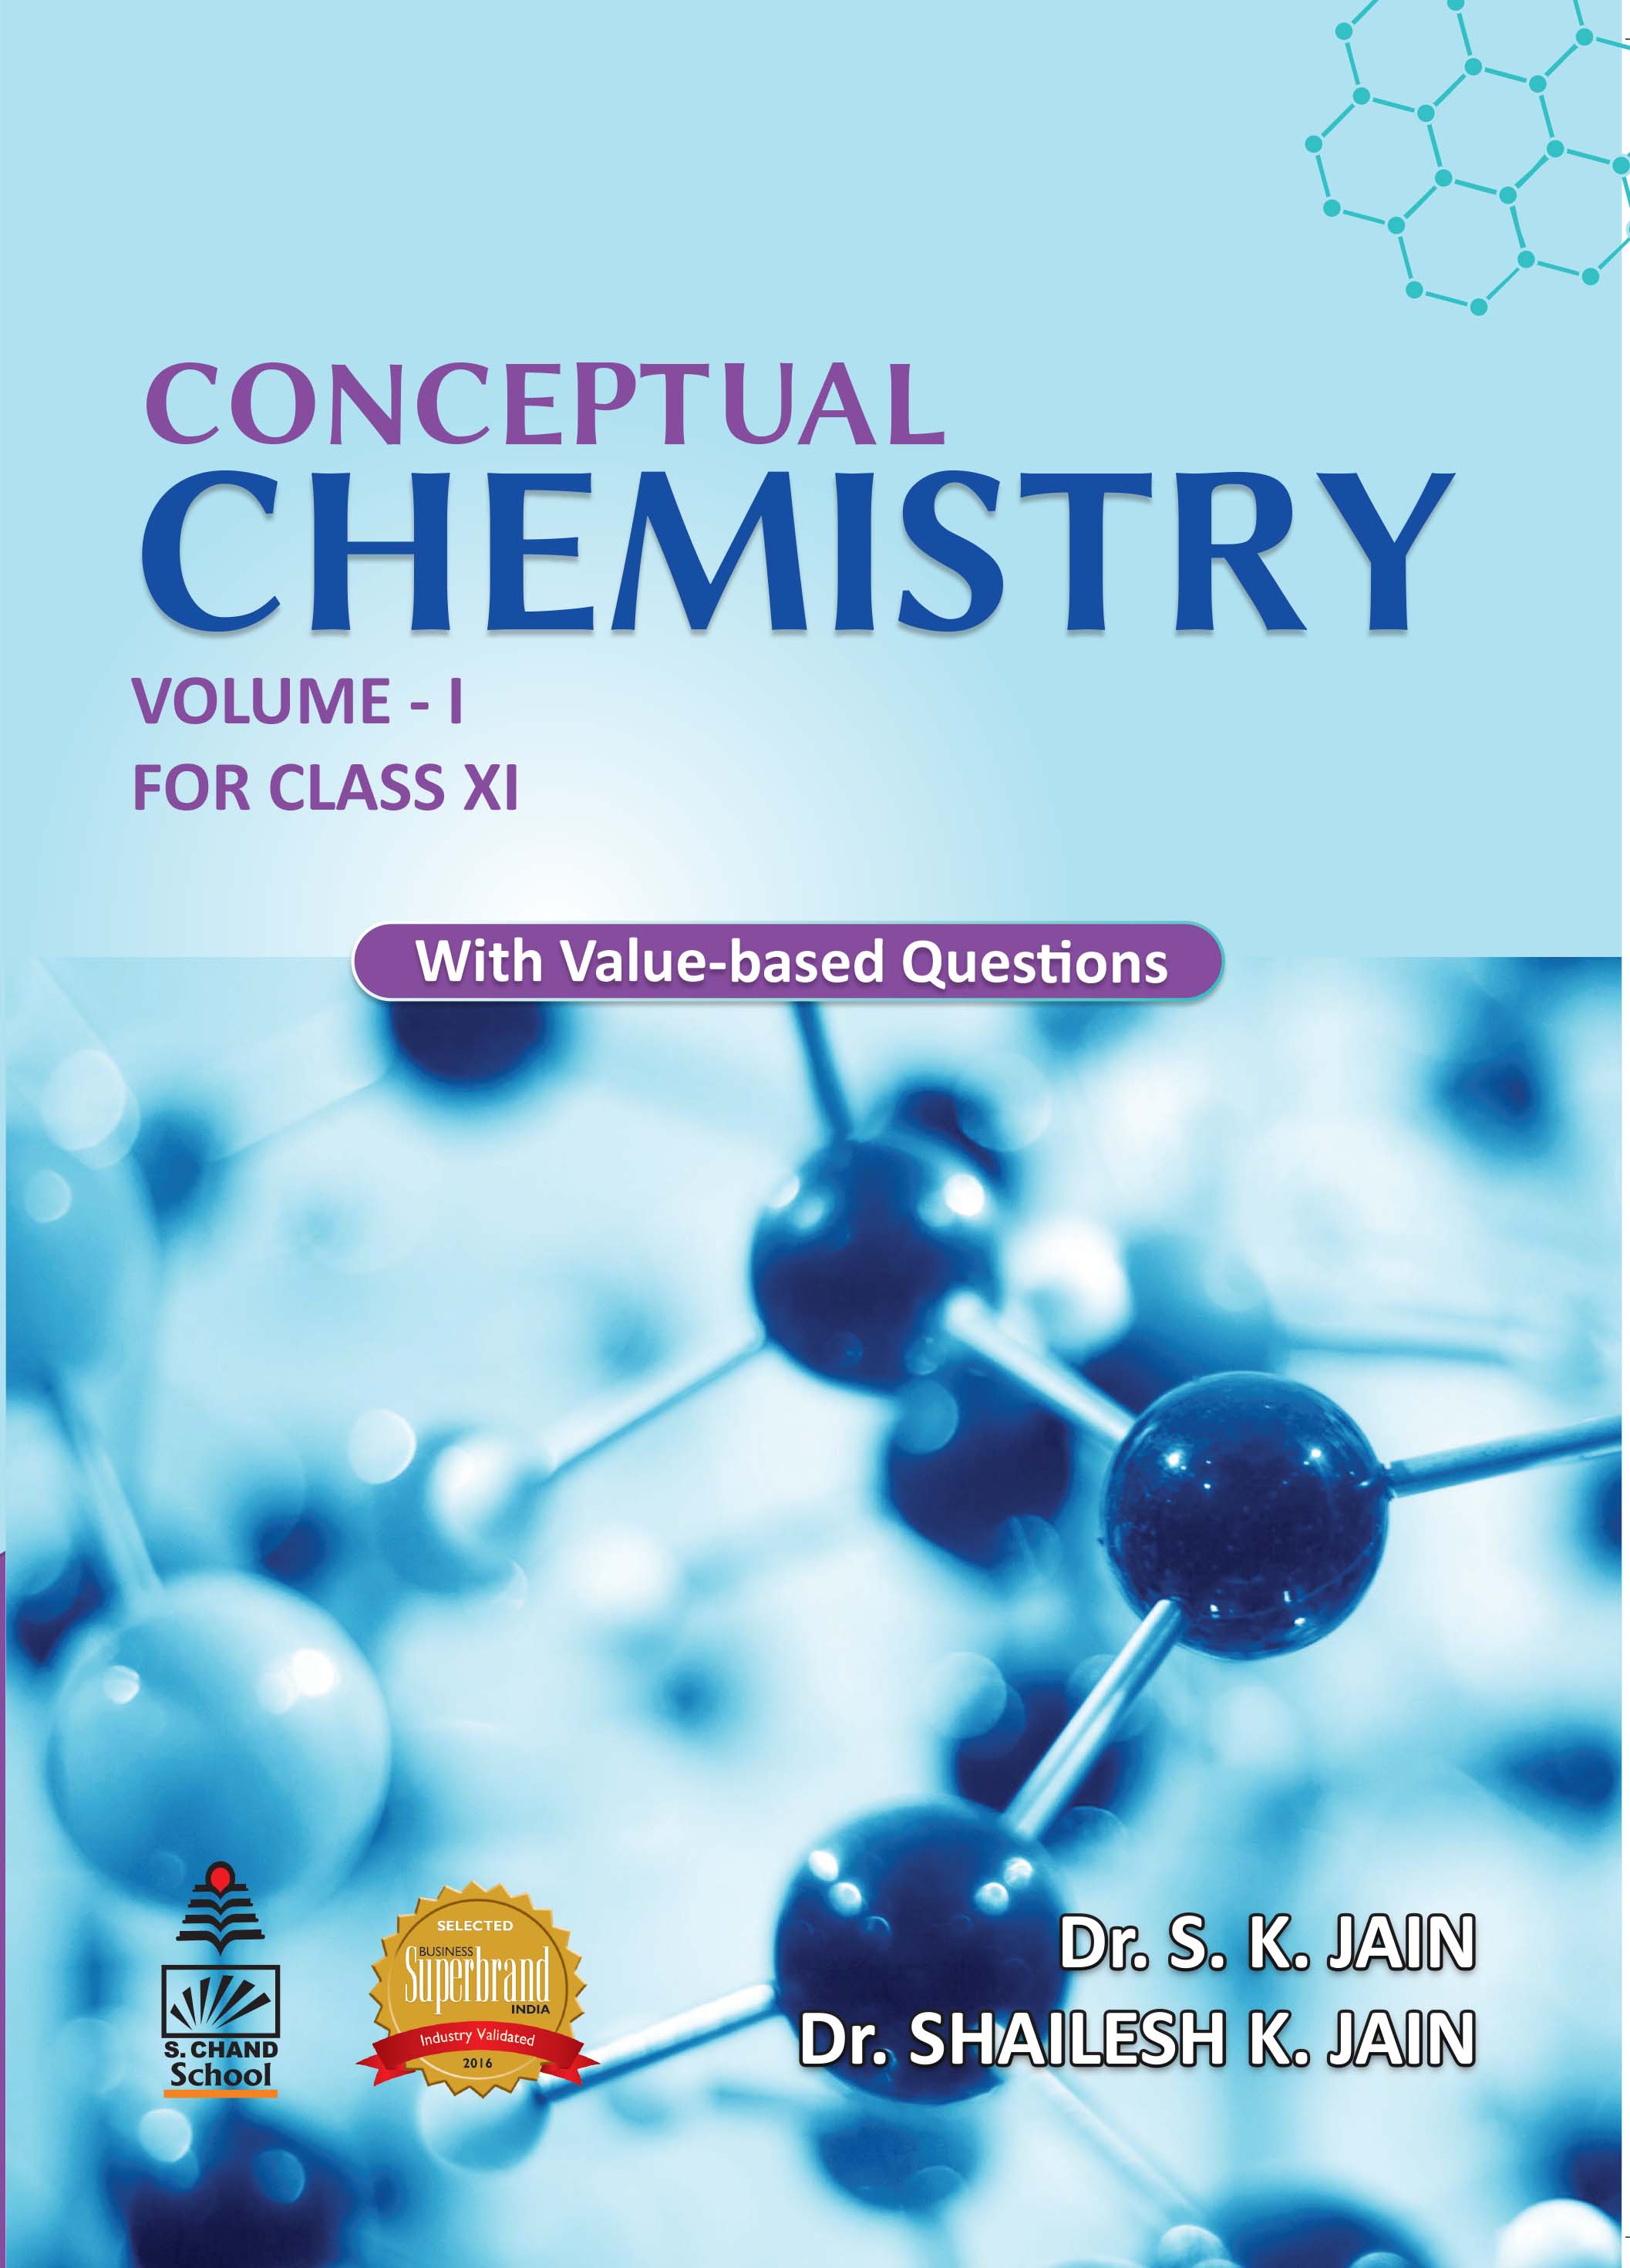 CONCEPTUAL
CHEMISTRY
VOLUME - I
FOR CLASS XI
With Value-based Questions
Dr. S. K. JAIN
Dr. SHAILESH K. JAIN
S. CHAND
School
SELECTED
BUSINESS
Superbrand
INDIA
Industry Validated
2016